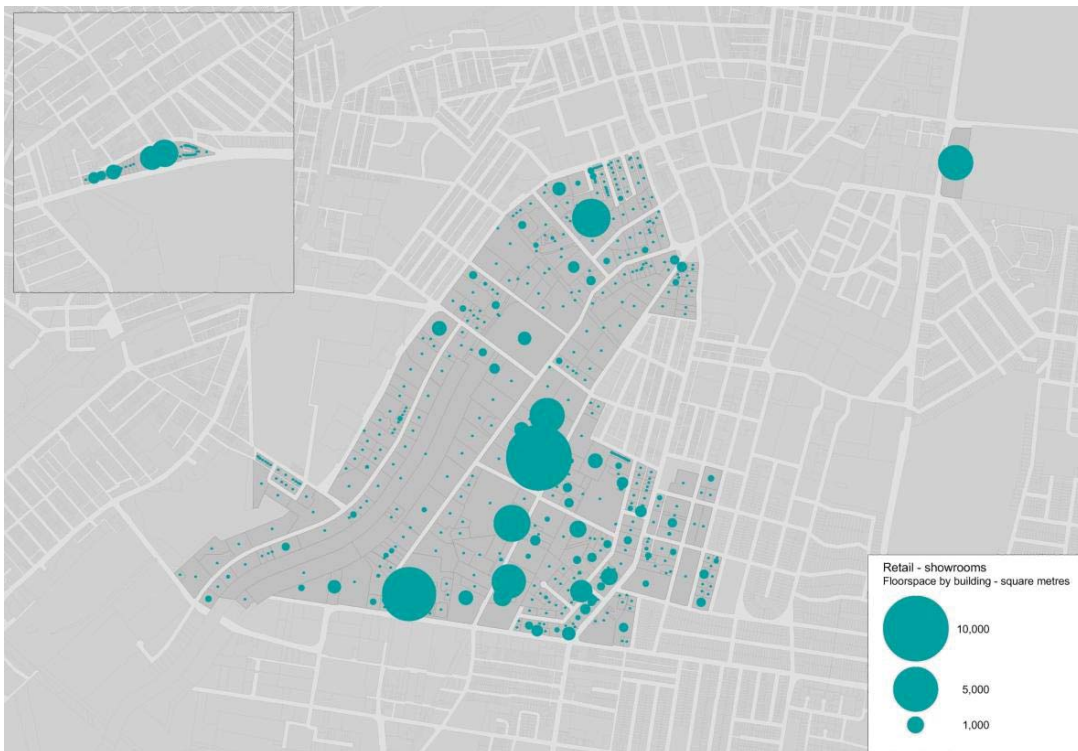 Retail - showrooms
Floorspace by building - square metres
10,000
5,000
1,000